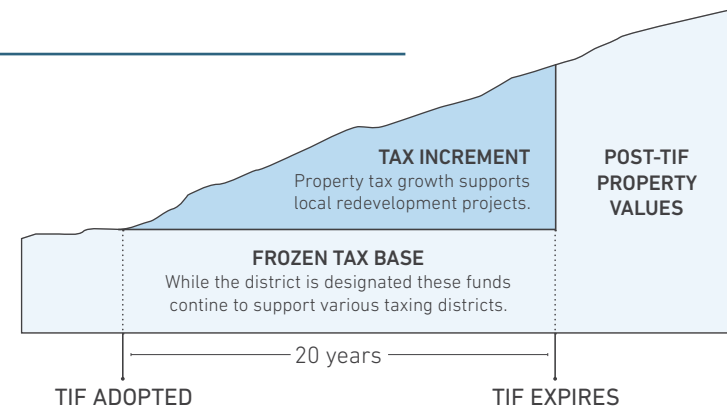 TAX INCREMENT
Property tax growth supports
local redevelopment projects.
POST-TIF
PROPERTY
VALUES
FROZEN TAX BASE
While the district is designated these funds
contine to support various taxing districts.
20 years
TIF ADOPTED
TIF EXPIRES